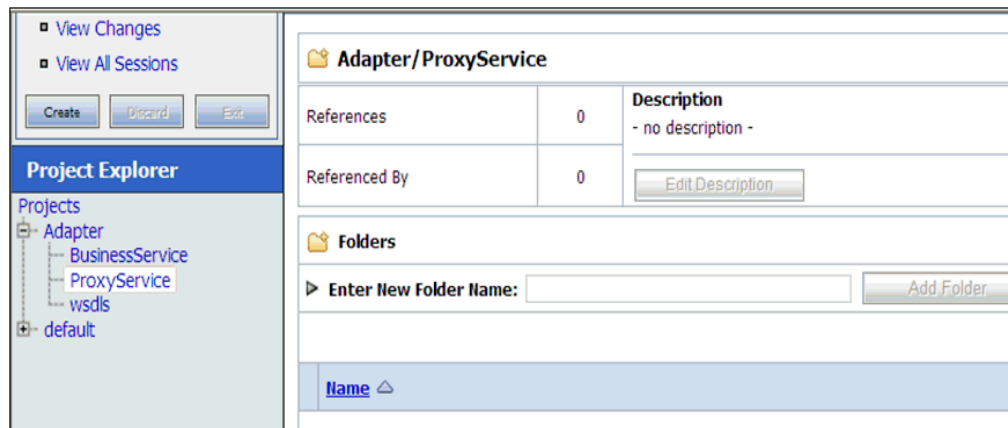 View Changes
View All Sessions
Create Discard Exit
Project Explorer
Projects
Adapter
BusinessService
ProxyService
wsdls
default
Adapter/ProxyService
References 0
Referenced By 0
Description
- no description -
Edit Description
Folders
Enter New Folder Name: Add Folder
Name